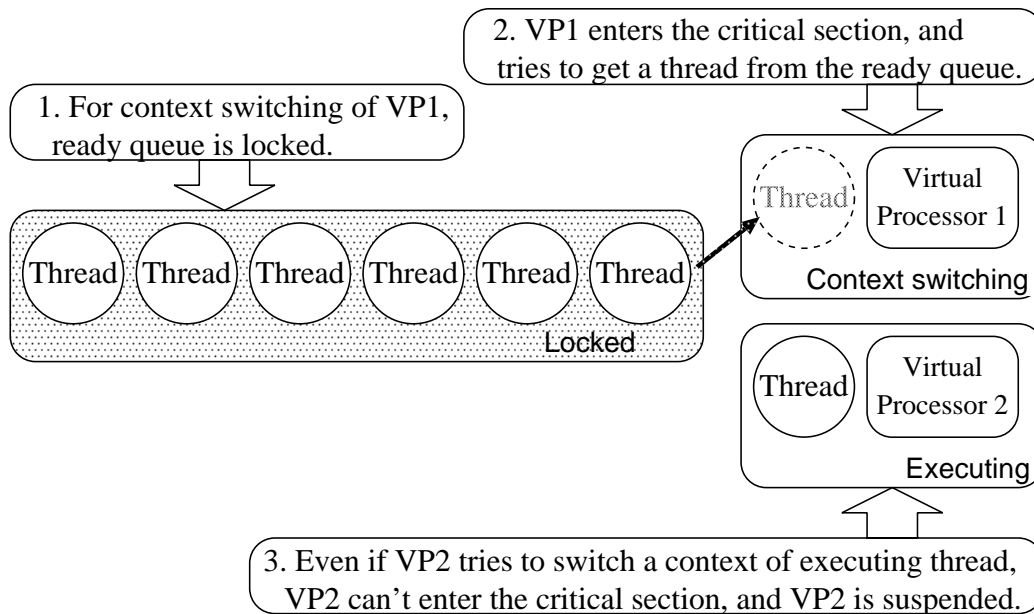 2. VP1 enters the critical section, and
tries to get a thread from the ready queue.
1. For context switching of VP1,
ready queue is locked.
Thread
Virtual
Processor 1
Context switching
Thread Thread Thread Thread Thread Thread
Locked
Thread
Virtual
Processor 2
Executing
3. Even if VP2 tries to switch a context of executing thread,
VP2 can't enter the critical section, and VP2 is suspended.